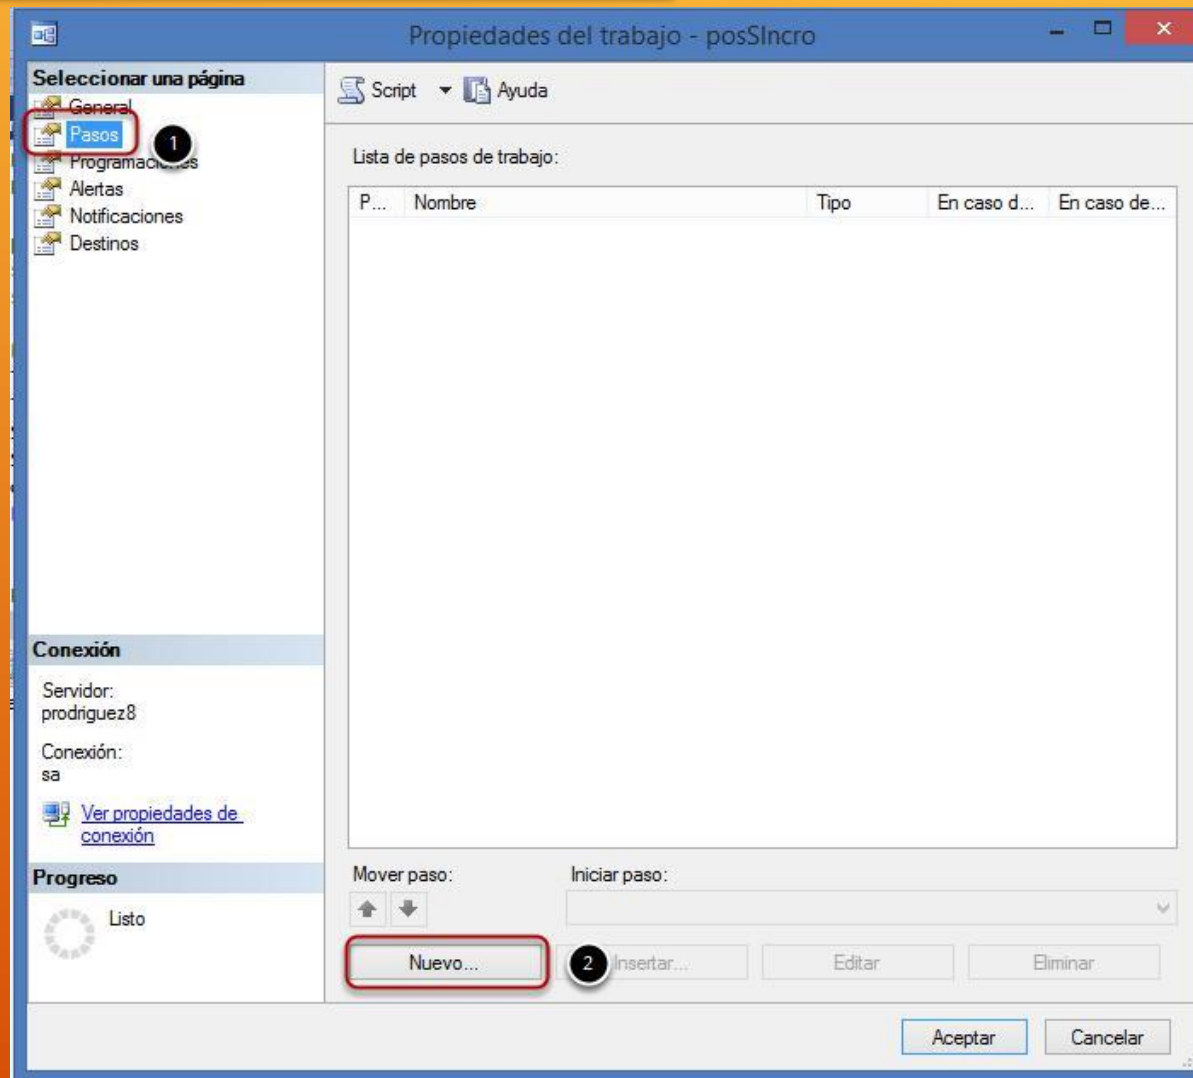 Propiedades del trabajo - posSIncro
Seleccionar una página
General
Pasos
1
Programaciones
Alertas
Notificaciones
Destinos
Script
Ayuda
Lista de pasos de trabajo:
P... Nombre Tipo En caso d... En caso de...
Conexión
Servidor:
prodriguez8
Conexión:
sa
Ver propiedades de
conexión
Progreso
Listo
Mover paso: Iniciar paso:
Nuevo... 2 Insertar... Editar Eliminar
Aceptar Cancelar